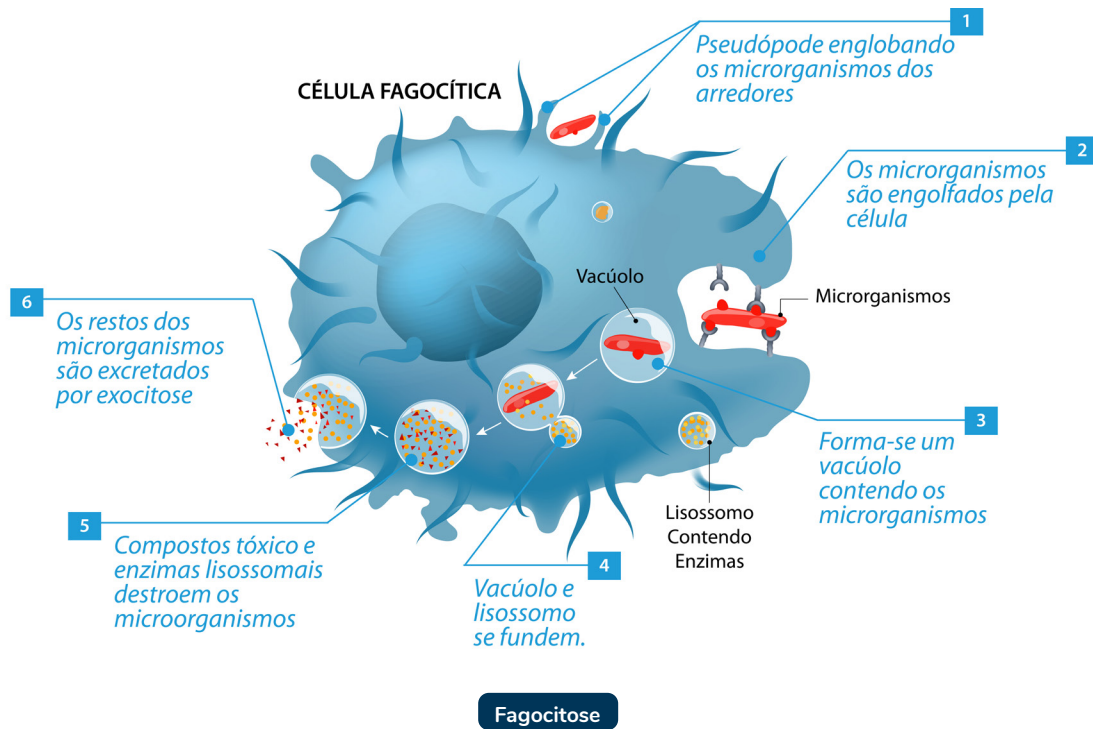 CÉLULA FAGOCÍTICA
1
Pseudópode englobando
os microrganismos dos
arredores
2
Os microrganismos
são engolfados pela
célula
Vacúolo
Microrganismos
6
Os restos dos
microrganismos
são excretados
por exocitose
3
Forma-se um
vacúolo
contendo os
microrganismos
Lisossomo
Contendo
Enzimas
5
Compostos tóxico e
enzimas lisossomais
destroem os
microorganismos
4
Vacúolo e
lisossomo
se fundem.
Fagocitose